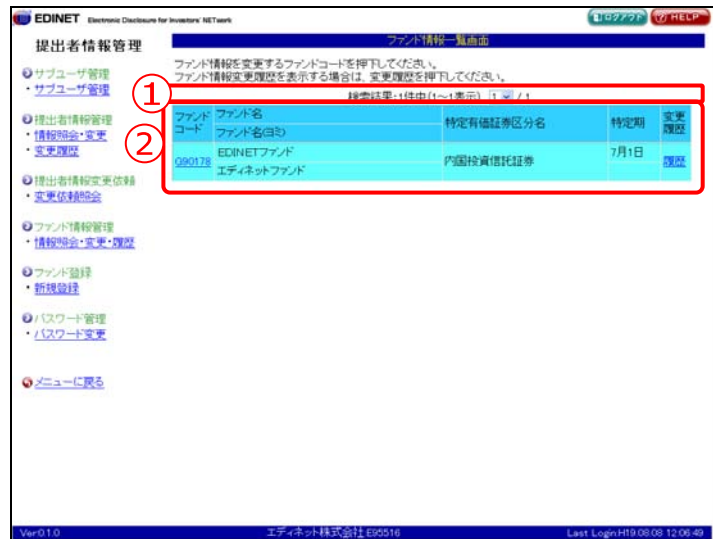 EDINET Electronic Disclosure for Investors' NETwork
ログアウト
HELP
提出者情報管理
サブユーザ管理
・サブユーザ管理
提出者情報管理
・情報照会・変更
・変更履歴
提出者情報変更依頼
・変更依頼照会
ファンド情報管理
・情報照会・変更・履歴
ファンド登録
・新規登録
パスワード管理
・パスワード変更
メニューに戻る
ファンド情報一覧画面
ファンド情報を変更するファンドコードを押下してください。
ファンド情報変更履歴を表示する場合は、変更履歴を押下してください。
①
検索結果:1件中(1～1表示) 1 / 1
②
ファンドコード ファンド名 特定有価証券区分名 特定期 変更履歴
ファンド名(ヨミ)
G90178 EDINETファンド 内国投資信託証券 7月1日 履歴
エディネットファンド
Ver.0.1.0 エディネット株式会社 E95516 Last Login:H19.08.08 12:06:49